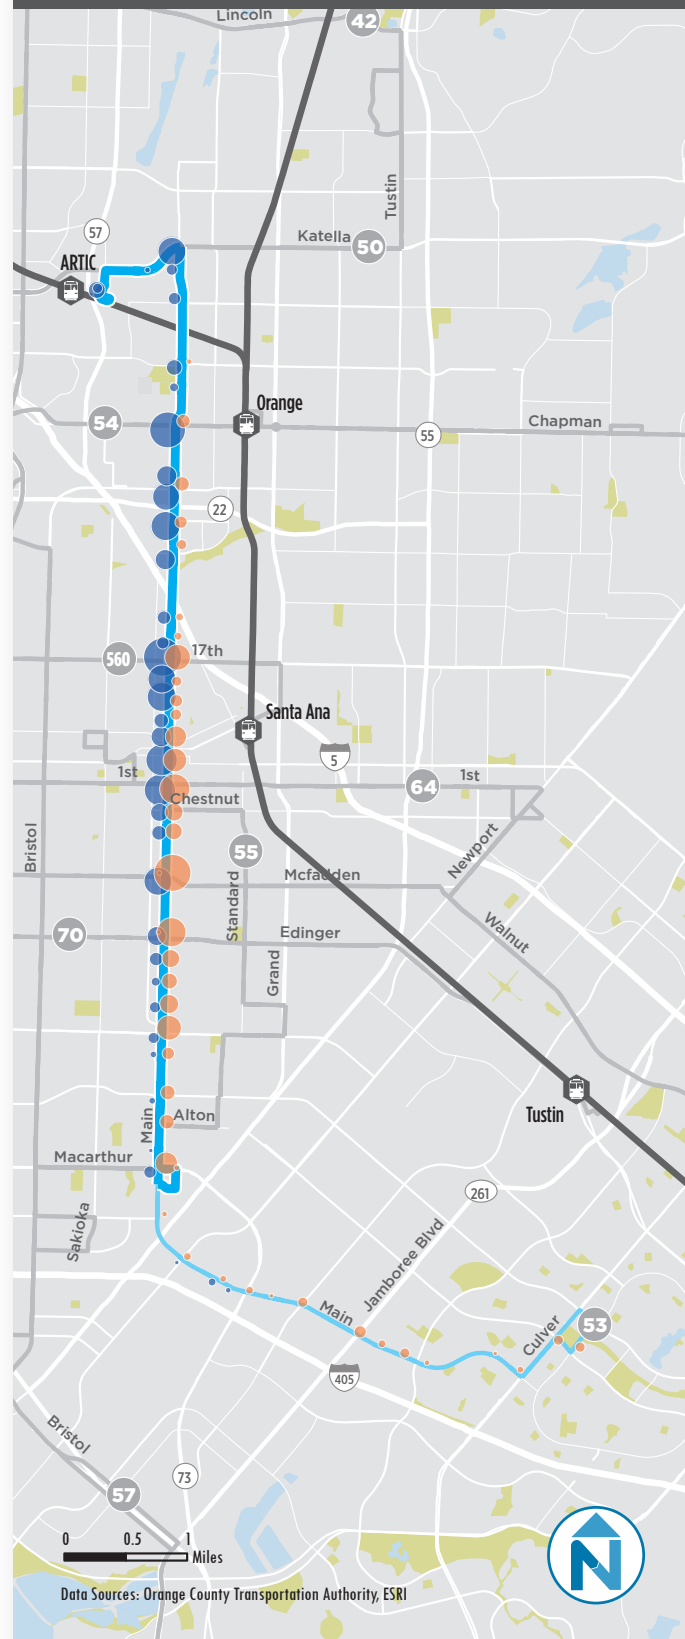 Lincoln
42
Tustin
57
Katella
50
ARTIC
Orange
54
Chapman
55
22
560
17th
Santa Ana
5
1st
1st
64
Chestnut
Bristol
55
Newport
Mcfadden
Standard
Walnut
70
Edinger
Grand
Tustin
Main
Alton
Macarthur
261
Sakioka
Jamboree Blvd
Main
Culver
53
405
Bristol
73
57
0 0.5 1
Miles
N
Data Sources: Orange County Transportation Authority, ESRI